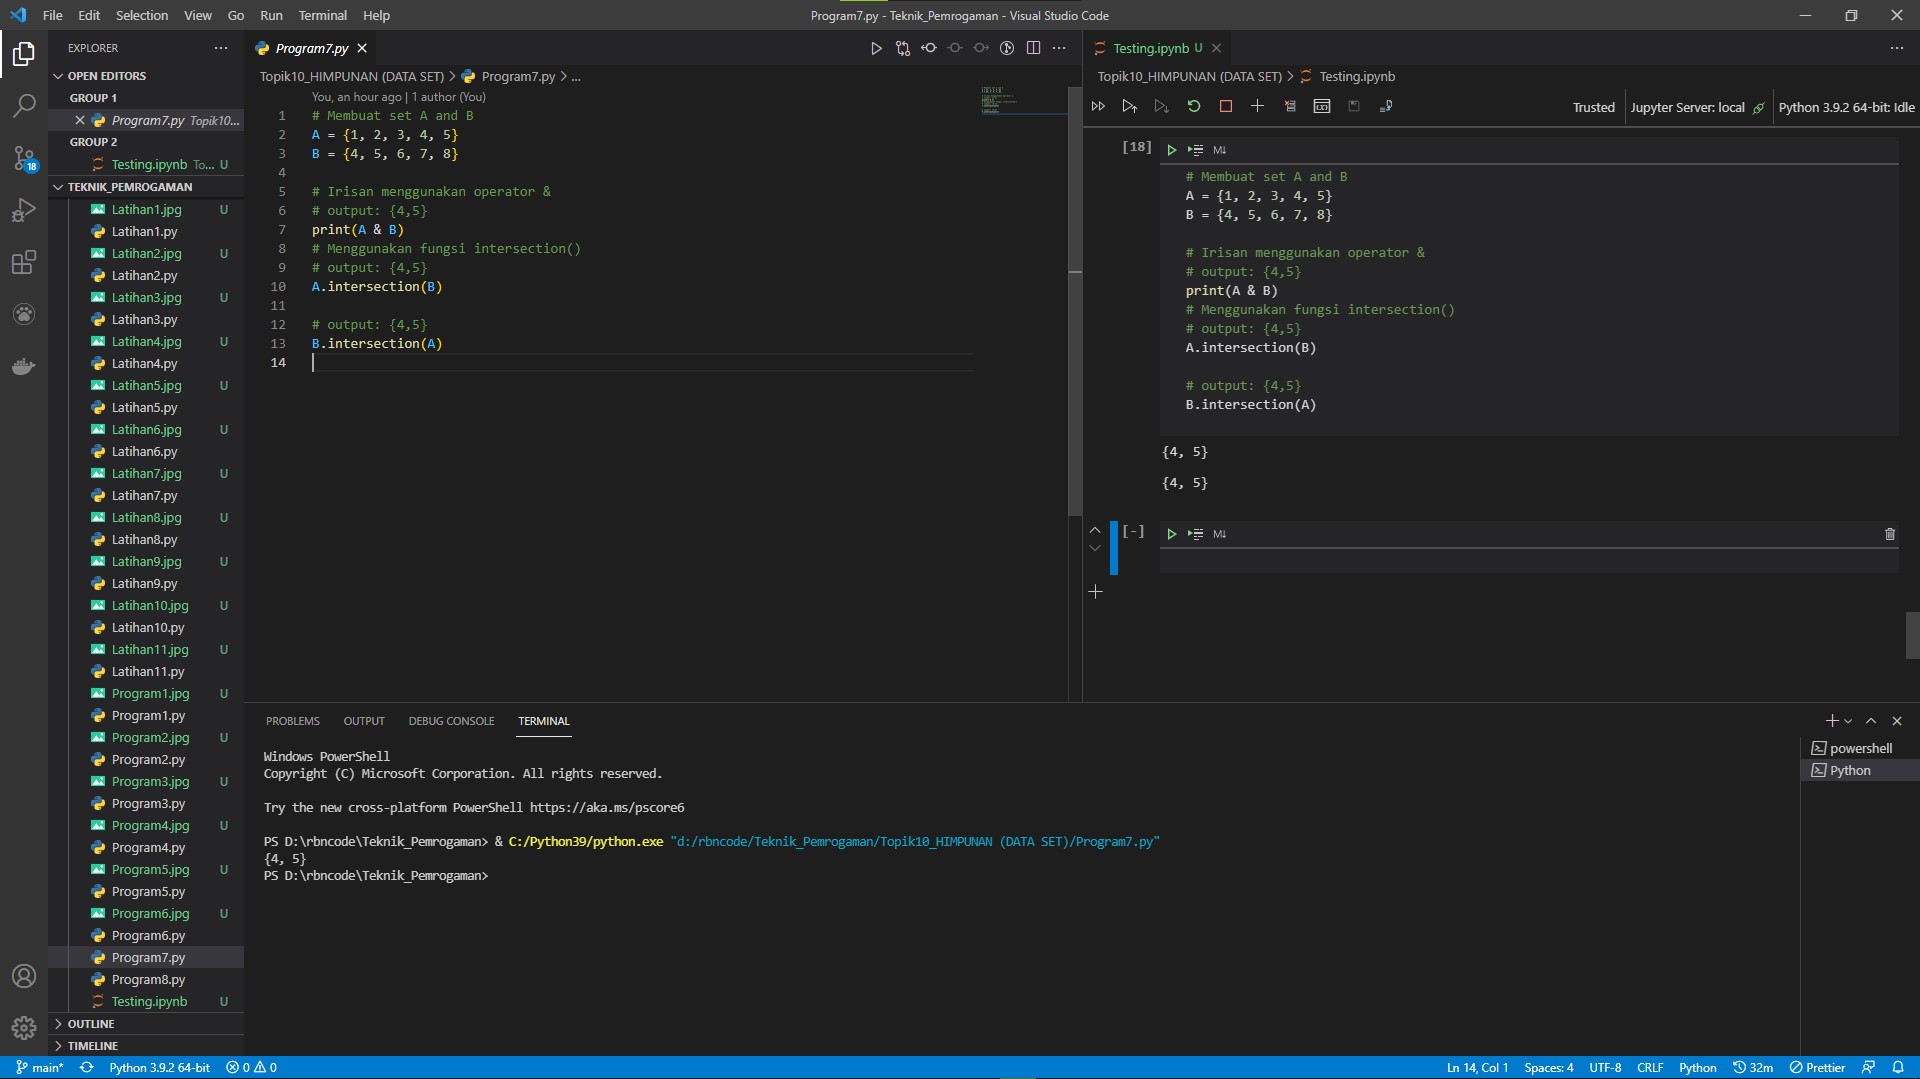 File Edit Selection View Go Run Terminal Help
Program7.py - Teknik_Pemrogaman - Visual Studio Code
EXPLORER
OPEN EDITORS
GROUP 1
Program7.py Topik10...
GROUP 2
Testing.ipynb To... U
TEKNIK_PEMROGAMAN
Latihan1.jpg U
Latihan1.py
Latihan2.jpg U
Latihan2.py
Latihan3.jpg U
Latihan3.py
Latihan4.jpg U
Latihan4.py
Latihan5.jpg U
Latihan5.py
Latihan6.jpg U
Latihan6.py
Latihan7.jpg U
Latihan7.py
Latihan8.jpg U
Latihan8.py
Latihan9.jpg U
Latihan9.py
Latihan10.jpg U
Latihan10.py
Latihan11.jpg U
Latihan11.py
Program1.jpg U
Program1.py
Program2.jpg U
Program2.py
Program3.jpg U
Program3.py
Program4.jpg U
Program4.py
Program5.jpg U
Program5.py
Program6.jpg U
Program6.py
Program7.py
Program8.py
Testing.ipynb U
OUTLINE
TIMELINE
18
Program7.py
Topik10_HIMPUNAN (DATA SET) > Program7.py > ...
You, an hour ago | 1 author (You)
1 # Membuat set A and B
2 A = {1, 2, 3, 4, 5}
3 B = {4, 5, 6, 7, 8}
4
5 # Irisan menggunakan operator &
6 # output: {4,5}
7 print(A & B)
8 # Menggunakan fungsi intersection()
9 # output: {4,5}
10 A.intersection(B)
11
12 # output: {4,5}
13 B.intersection(A)
14
Testing.ipynb U
Topik10_HIMPUNAN (DATA SET) > Testing.ipynb
Trusted Jupyter Server: local Python 3.9.2 64-bit: Idle
[18] M↓
# Membuat set A and B
A = {1, 2, 3, 4, 5}
B = {4, 5, 6, 7, 8}
# Irisan menggunakan operator &
# output: {4,5}
print(A & B)
# Menggunakan fungsi intersection()
# output: {4,5}
A.intersection(B)
# output: {4,5}
B.intersection(A)
{4, 5}
{4, 5}
[-] M↓
PROBLEMS OUTPUT DEBUG CONSOLE TERMINAL
Windows PowerShell
Copyright (C) Microsoft Corporation. All rights reserved.
Try the new cross-platform PowerShell https://aka.ms/pscore6
PS D:\rbncode\Teknik_Pemrogaman> & C:/Python39/python.exe "d:/rbncode/Teknik_Pemrogaman/Topik10_HIMPUNAN (DATA SET)/Program7.py"
{4, 5}
PS D:\rbncode\Teknik_Pemrogaman>
powershell
Python
main* Python 3.9.2 64-bit 0 0
Ln 14, Col 1 Spaces: 4 UTF-8 CRLF Python 32m Prettier